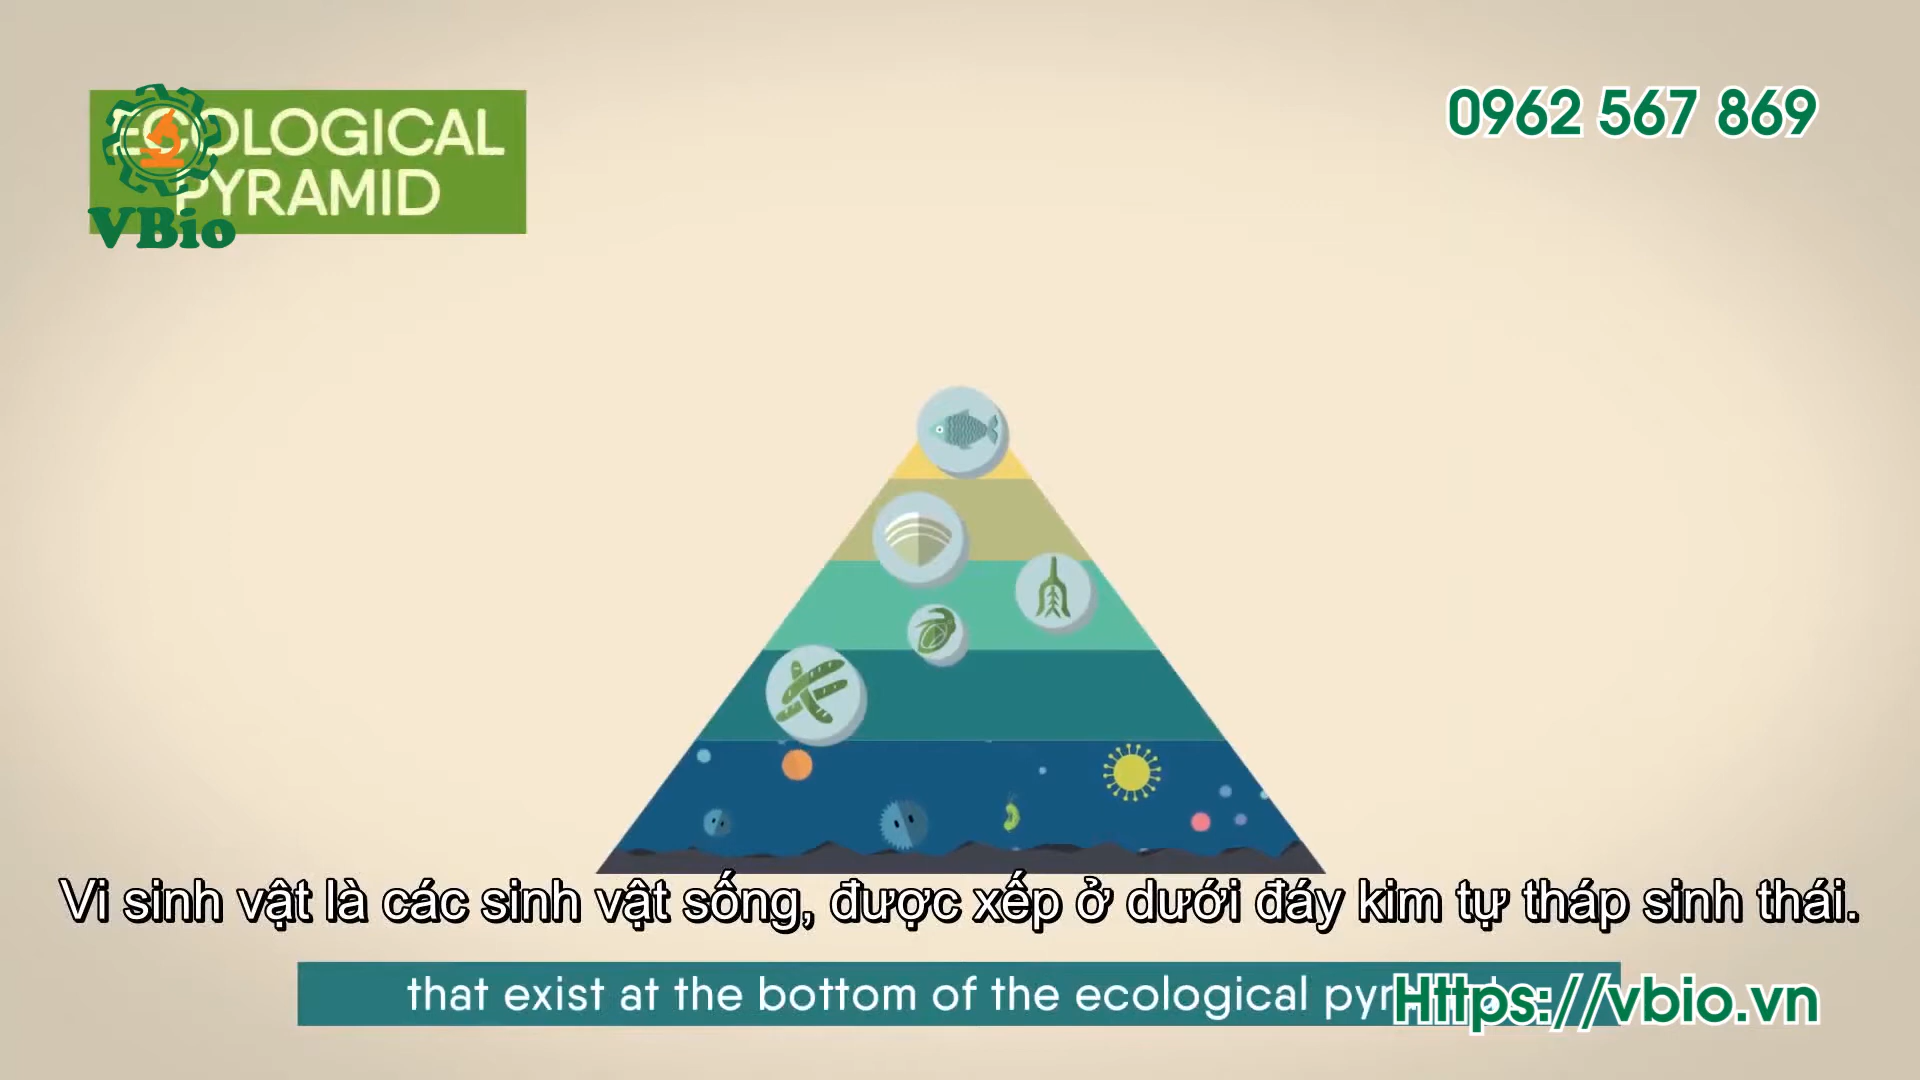 ECOLOGICAL
PYRAMID
VBio
0962 567 869
Vi sinh vật là các sinh vật sống, được xếp ở dưới đáy kim tự tháp sinh thái.
that exist at the bottom of the ecological
Https://vbio.vn